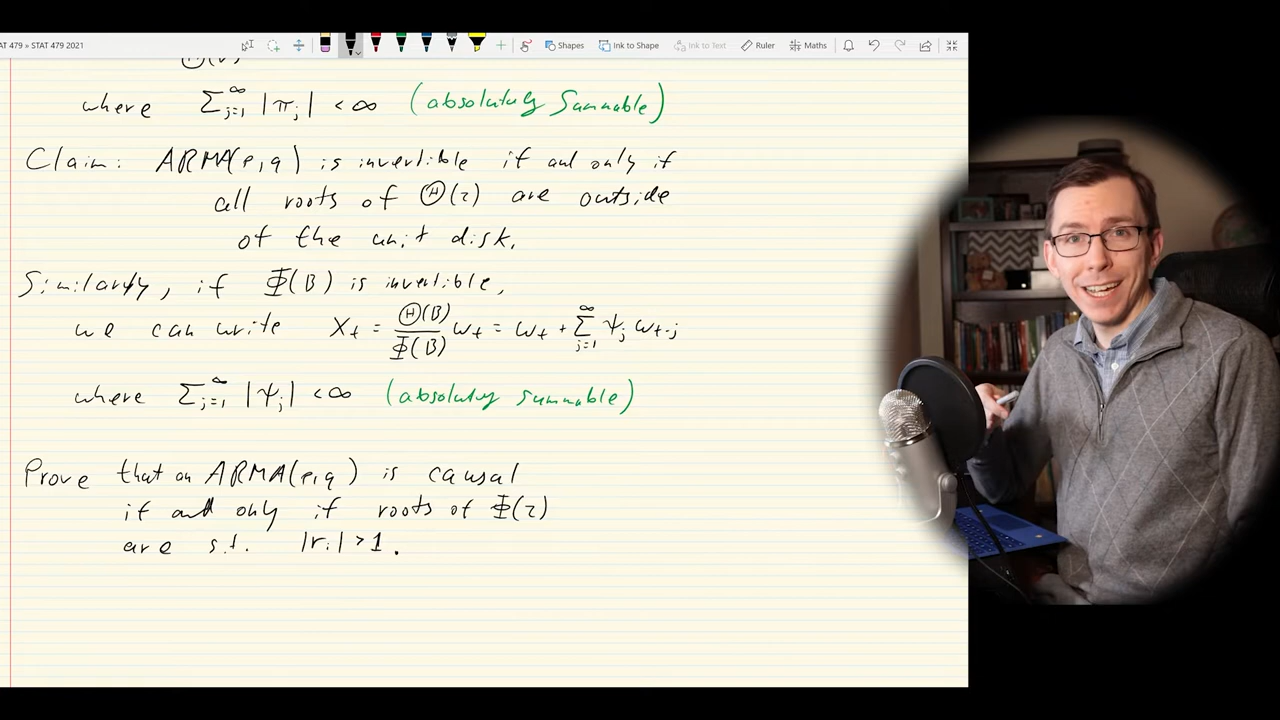 AT 479 > STAT 479 2021
Shapes Ink to Shape Ink to Text Ruler Maths
where Σ_{j=1}^∞ |π_j| < ∞ (absolutely summable)
Claim: ARMA(p,q) is invertible if and only if
all roots of Θ(z) are outside
of the unit disk.
Similarly, if Φ(B) is invertible,
we can write X_t = Θ(B)/Φ(B) w_t = w_t + Σ_{j=1}^∞ ψ_j w_{t-j}
where Σ_{j=1}^∞ |ψ_j| < ∞ (absolutely summable)
Prove that an ARMA(p,q) is causal
if and only if roots of Φ(z)
are s.t. |r_i| > 1.